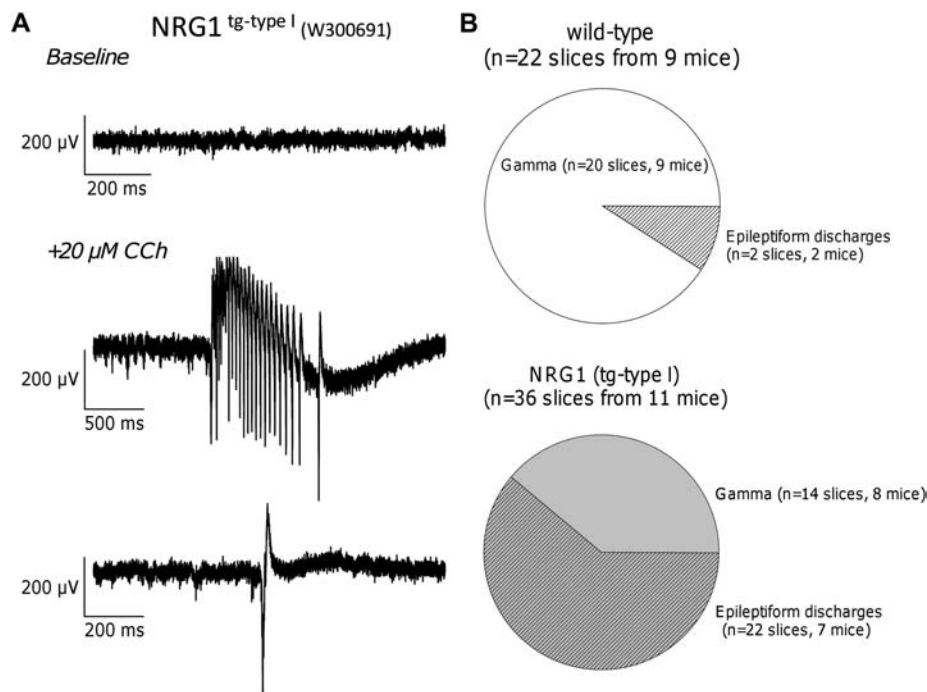 A
NRG1 tg-type I (W300691)
Baseline
200 µV
200 ms
+20 µM CCh
200 µV
500 ms
200 µV
200 ms
B
wild-type
(n=22 slices from 9 mice)
Gamma (n=20 slices, 9 mice)
Epileptiform discharges
(n=2 slices, 2 mice)
NRG1 (tg-type I)
(n=36 slices from 11 mice)
Gamma (n=14 slices, 8 mice)
Epileptiform discharges
(n=22 slices, 7 mice)